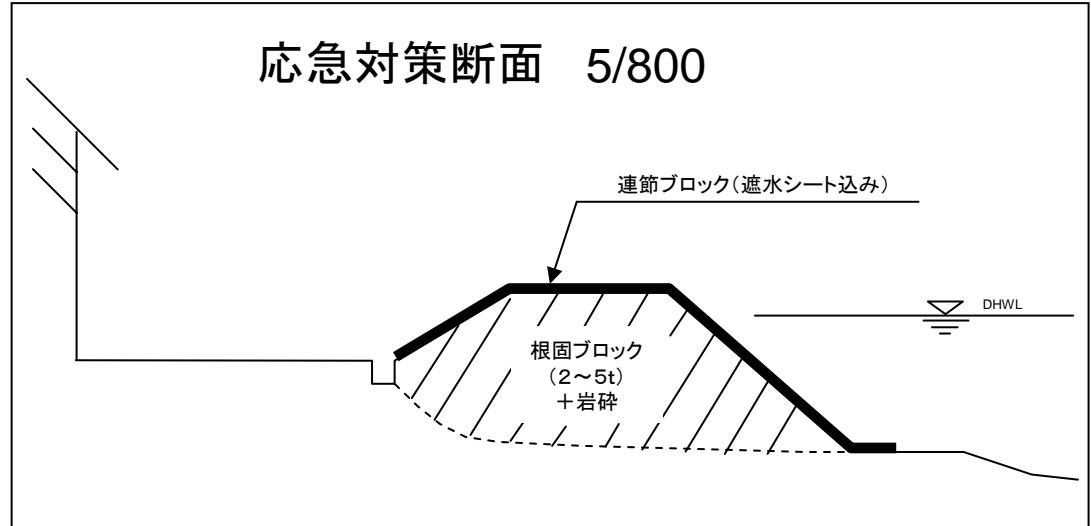 応急対策断面 5/800
連節ブロック(遮水シート込み)
DHWL
根固ブロック
(2～5t)
＋岩砕